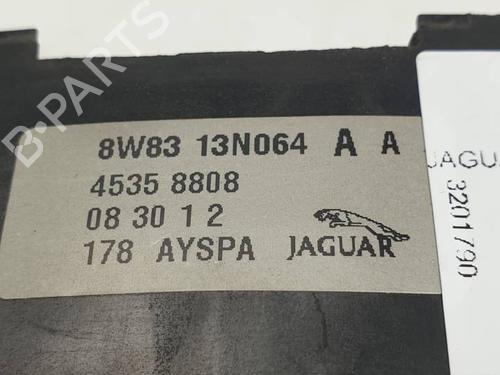 8W83 13N064 A A
4535 8808
08 30 1 2
178 AYSPA JAGUAR
JAGU
3201790
B-PARTS